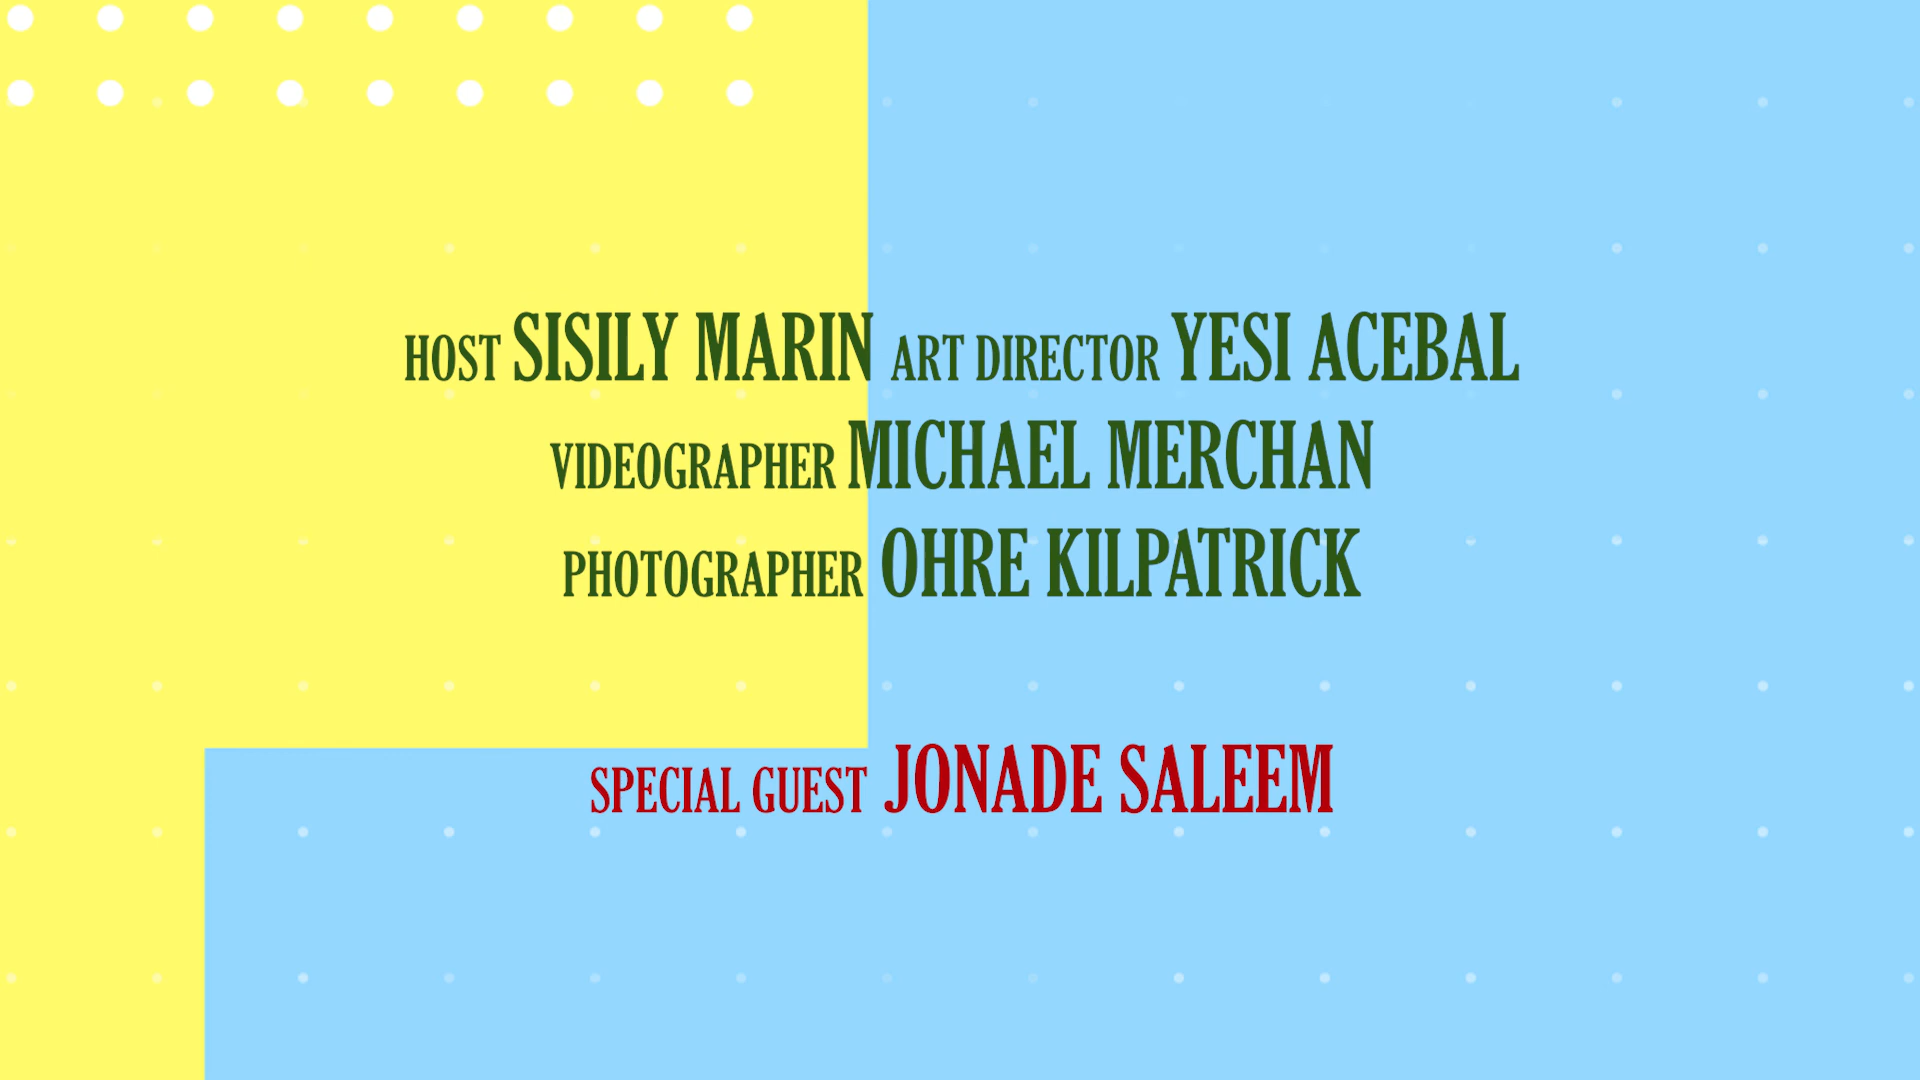 HOST SISILY MARIN ART DIRECTOR YESI ACEBAL
VIDEOGRAPHER MICHAEL MERCHAN
PHOTOGRAPHER OHRE KILPATRICK
SPECIAL GUEST JONADE SALEEM